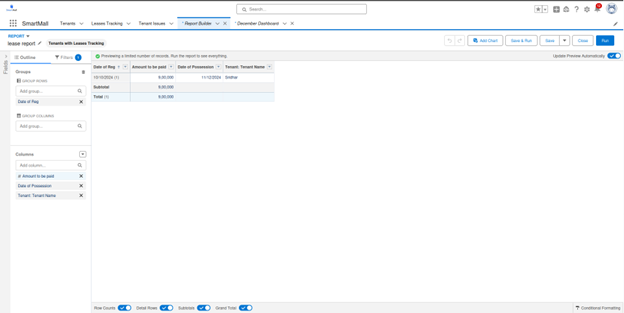 Search...
10
SmartMall
Tenants
Leases Tracking
Tenant Issues
* Report Builder
* December Dashboard
REPORT
lease report
Tenants with Leases Tracking
Add Chart
Save & Run
Save
Close
Run
Fields
Outline
Filters 1
Previewing a limited number of records. Run the report to see everything.
Update Preview Automatically
Groups
GROUP ROWS
Add group...
Date of Reg
GROUP COLUMNS
Add group...
Columns
Add column...
# Amount to be paid
Date of Possession
Tenant: Tenant Name
Date of Reg Amount to be paid Date of Possession Tenant: Tenant Name
10/10/2024 (1) 9,00,000 11/12/2024 Sridhar
Subtotal 9,00,000
Total (1) 9,00,000
Row Counts
Detail Rows
Subtotals
Grand Total
Conditional Formatting